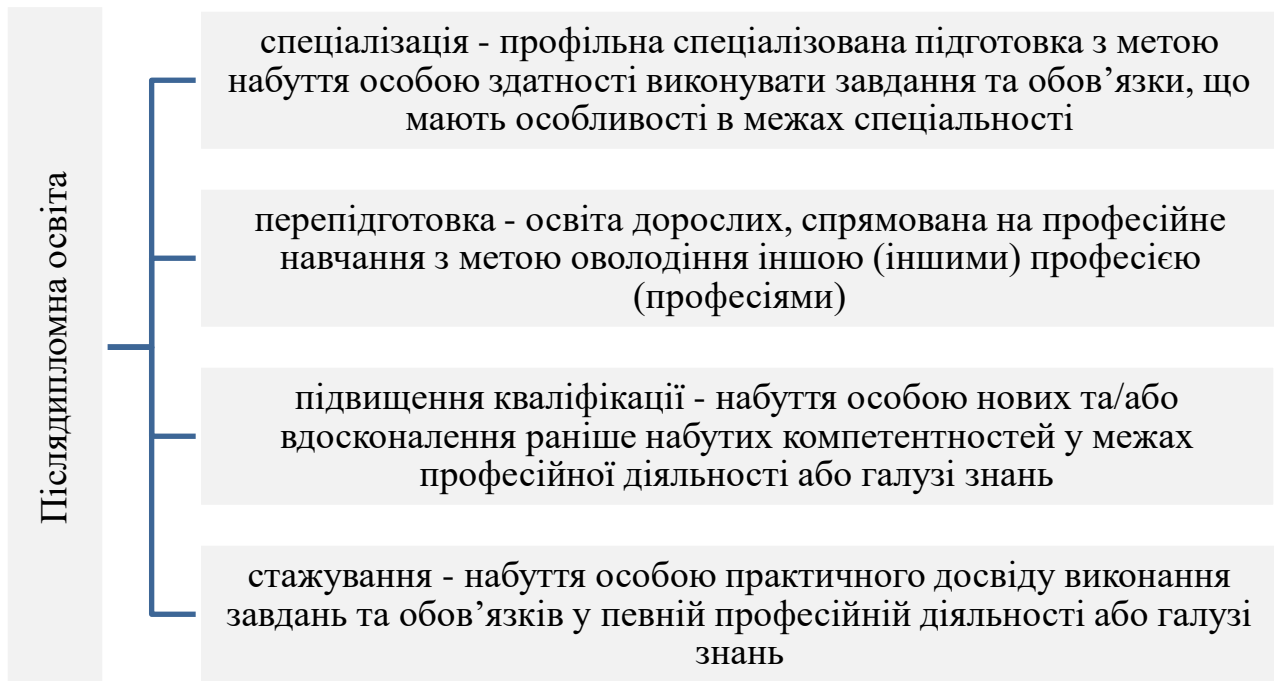 Післядипломна освіта
спеціалізація - профільна спеціалізована підготовка з метою
набуття особою здатності виконувати завдання та обов’язки, що
мають особливості в межах спеціальності
перепідготовка - освіта дорослих, спрямована на професійне
навчання з метою оволодіння іншою (іншими) професією
(професіями)
підвищення кваліфікації - набуття особою нових та/або
вдосконалення раніше набутих компетентностей у межах
професійної діяльності або галузі знань
стажування - набуття особою практичного досвіду виконання
завдань та обов’язків у певній професійній діяльності або галузі
знань